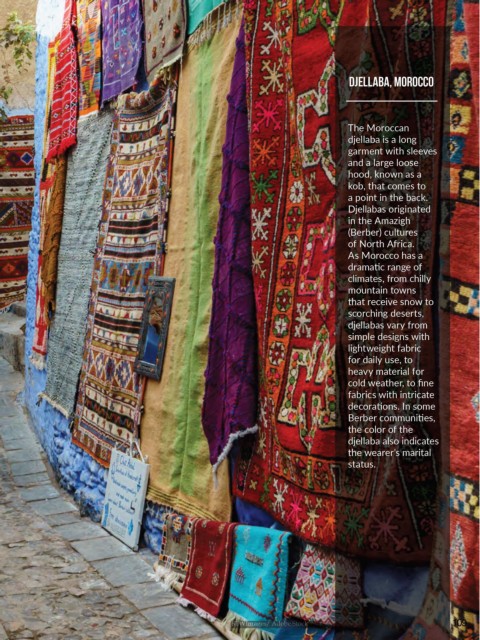 DJELLABA, MOROCCO
The Moroccan
djellaba is a long
garment with sleeves
and a large loose
hood, known as a
kob, that comes to
a point in the back.
Djellabas originated
in the Amazigh
(Berber) cultures
of North Africa.
As Morocco has a
dramatic range of
climates, from chilly
mountain towns
that receive snow to
scorching deserts,
djellabas vary from
simple designs with
lightweight fabric
for daily use, to
heavy material for
cold weather, to fine
fabrics with intricate
decorations. In some
Berber communities,
the color of the
djellaba also indicates
the wearer's marital
status.